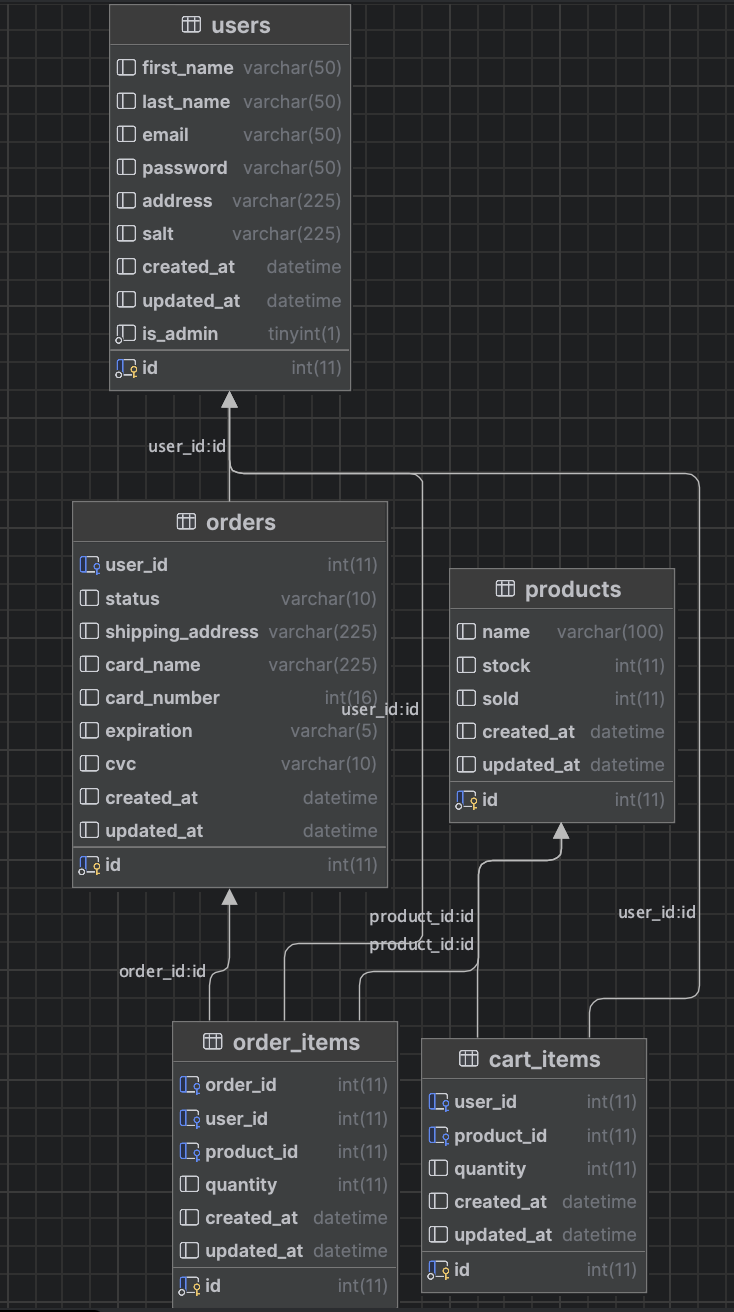 users
first_name varchar(50)
last_name varchar(50)
email varchar(50)
password varchar(50)
address varchar(225)
salt varchar(225)
created_at datetime
updated_at datetime
is_admin tinyint(1)
id int(11)
user_id:id
orders
user_id int(11)
status varchar(10)
shipping_address varchar(225)
card_name varchar(225)
card_number int(16)
expiration varchar(5)
cvc varchar(10)
created_at datetime
updated_at datetime
id int(11)
user_id:id
products
name varchar(100)
stock int(11)
sold int(11)
created_at datetime
updated_at datetime
id int(11)
product_id:id
user_id:id
product_id:id
order_id:id
order_items
order_id int(11)
user_id int(11)
product_id int(11)
quantity int(11)
created_at datetime
updated_at datetime
id int(11)
cart_items
user_id int(11)
product_id int(11)
quantity int(11)
created_at datetime
updated_at datetime
id int(11)